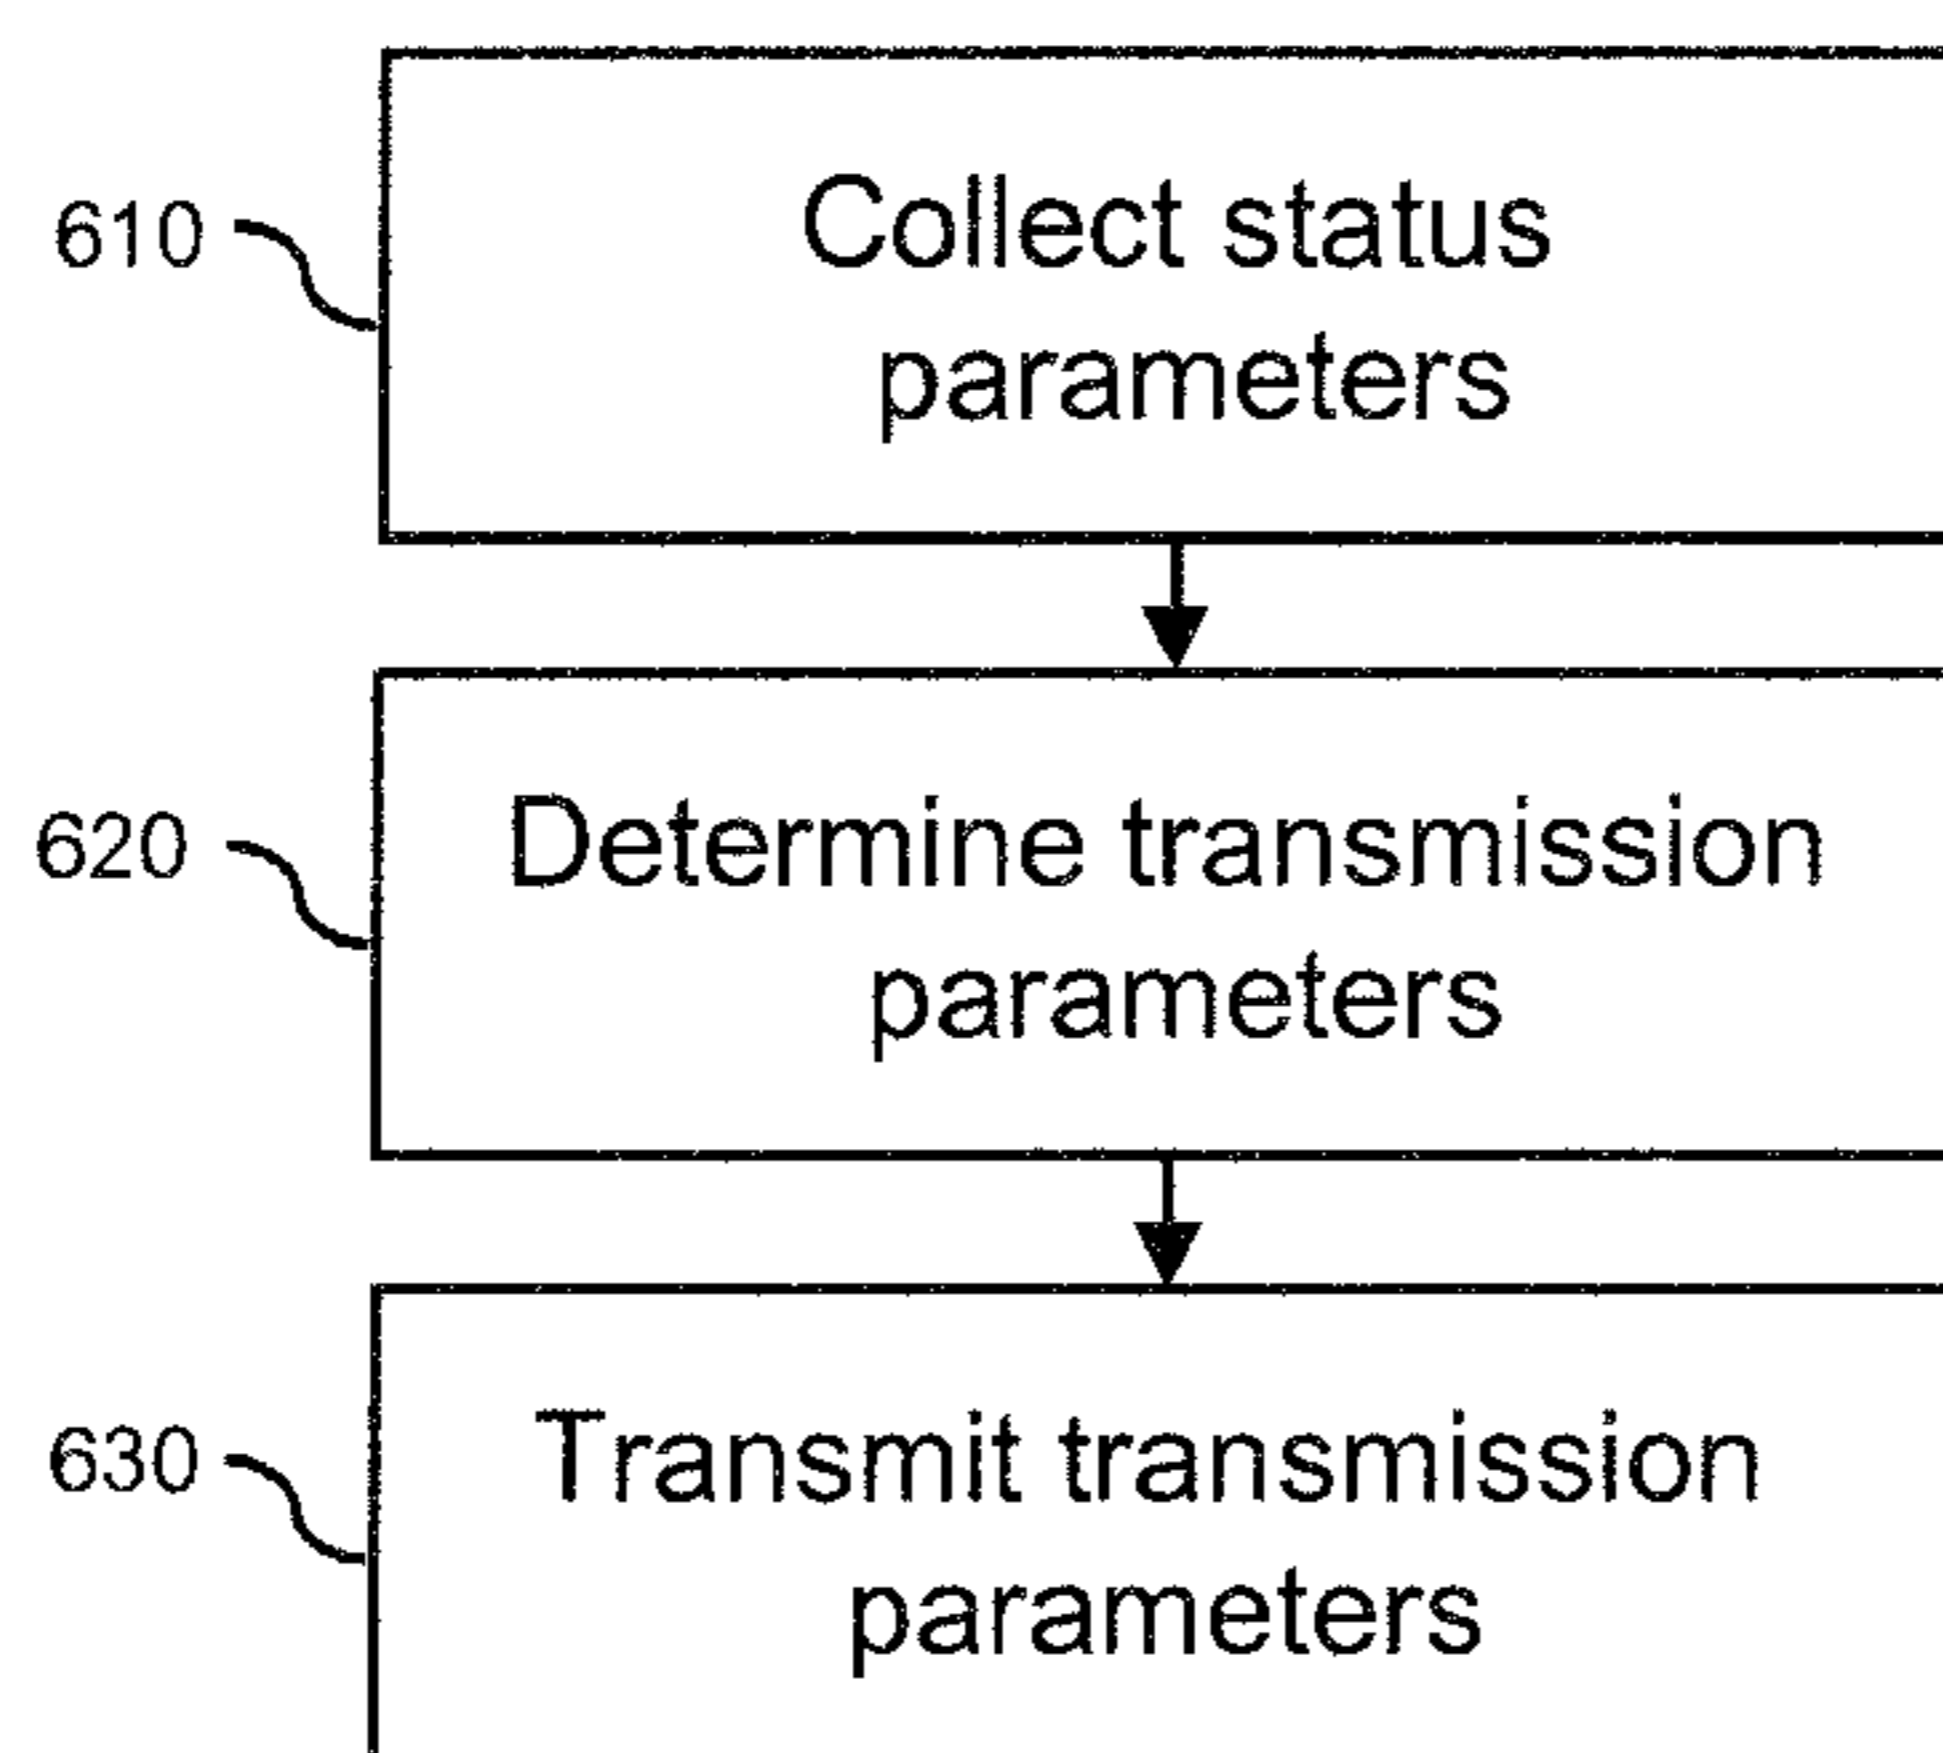 610
Collect status
parameters
620
Determine transmission
parameters
630
Transmit transmission
parameters